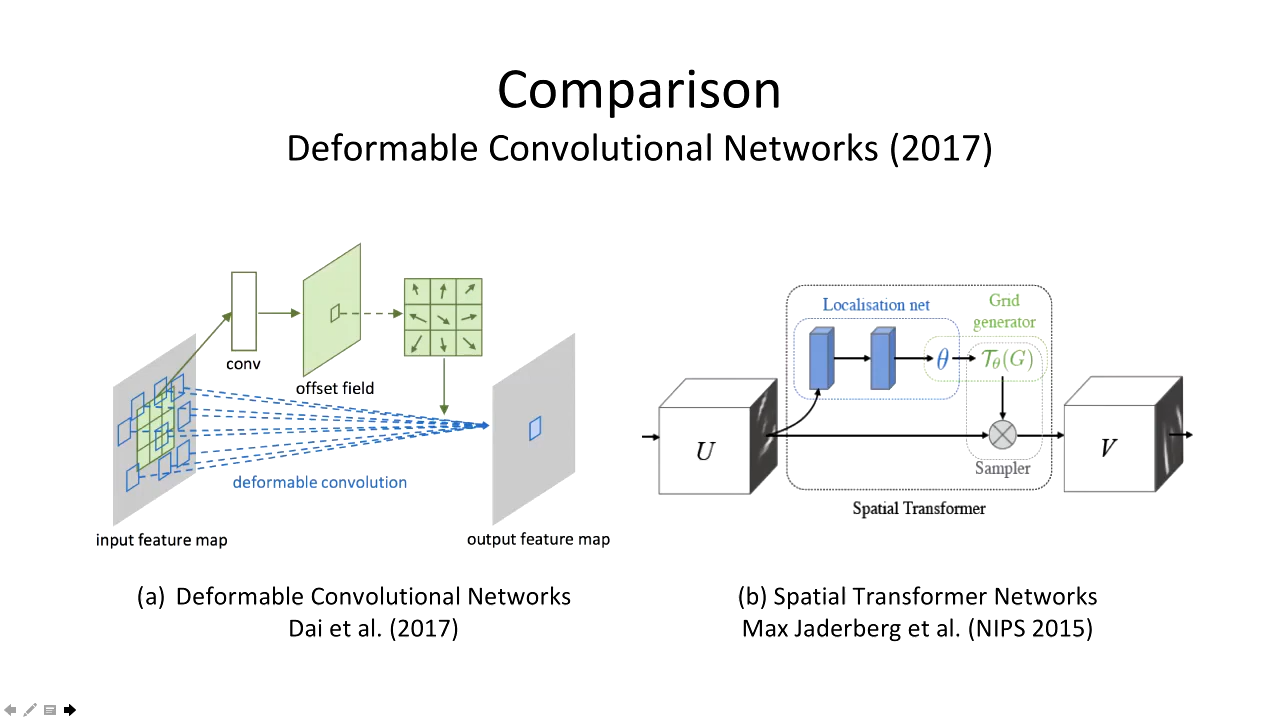 Comparison
Deformable Convolutional Networks (2017)
conv
offset field
deformable convolution
input feature map
output feature map
(a) Deformable Convolutional Networks
Dai et al. (2017)
Localisation net
Grid
generator
θ
𝒯θ(G)
U
V
Sampler
Spatial Transformer
(b) Spatial Transformer Networks
Max Jaderberg et al. (NIPS 2015)